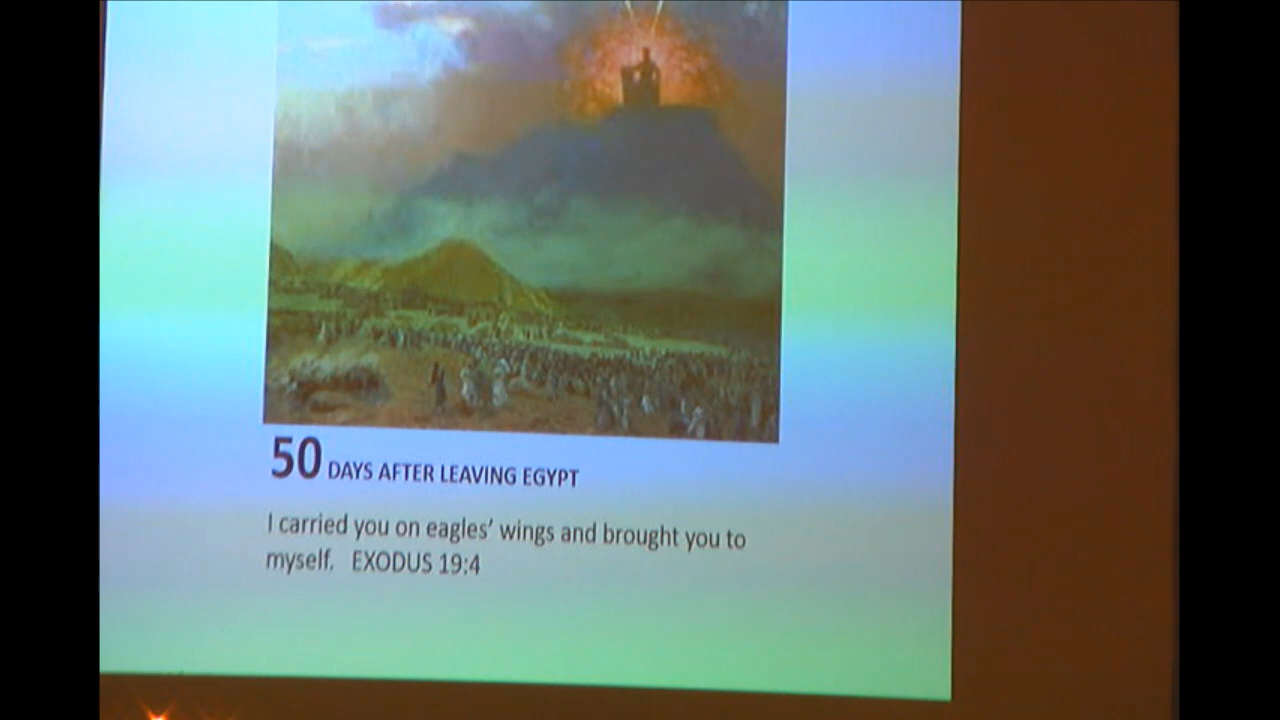 50 DAYS AFTER LEAVING EGYPT
I carried you on eagles’ wings and brought you to
myself. EXODUS 19:4